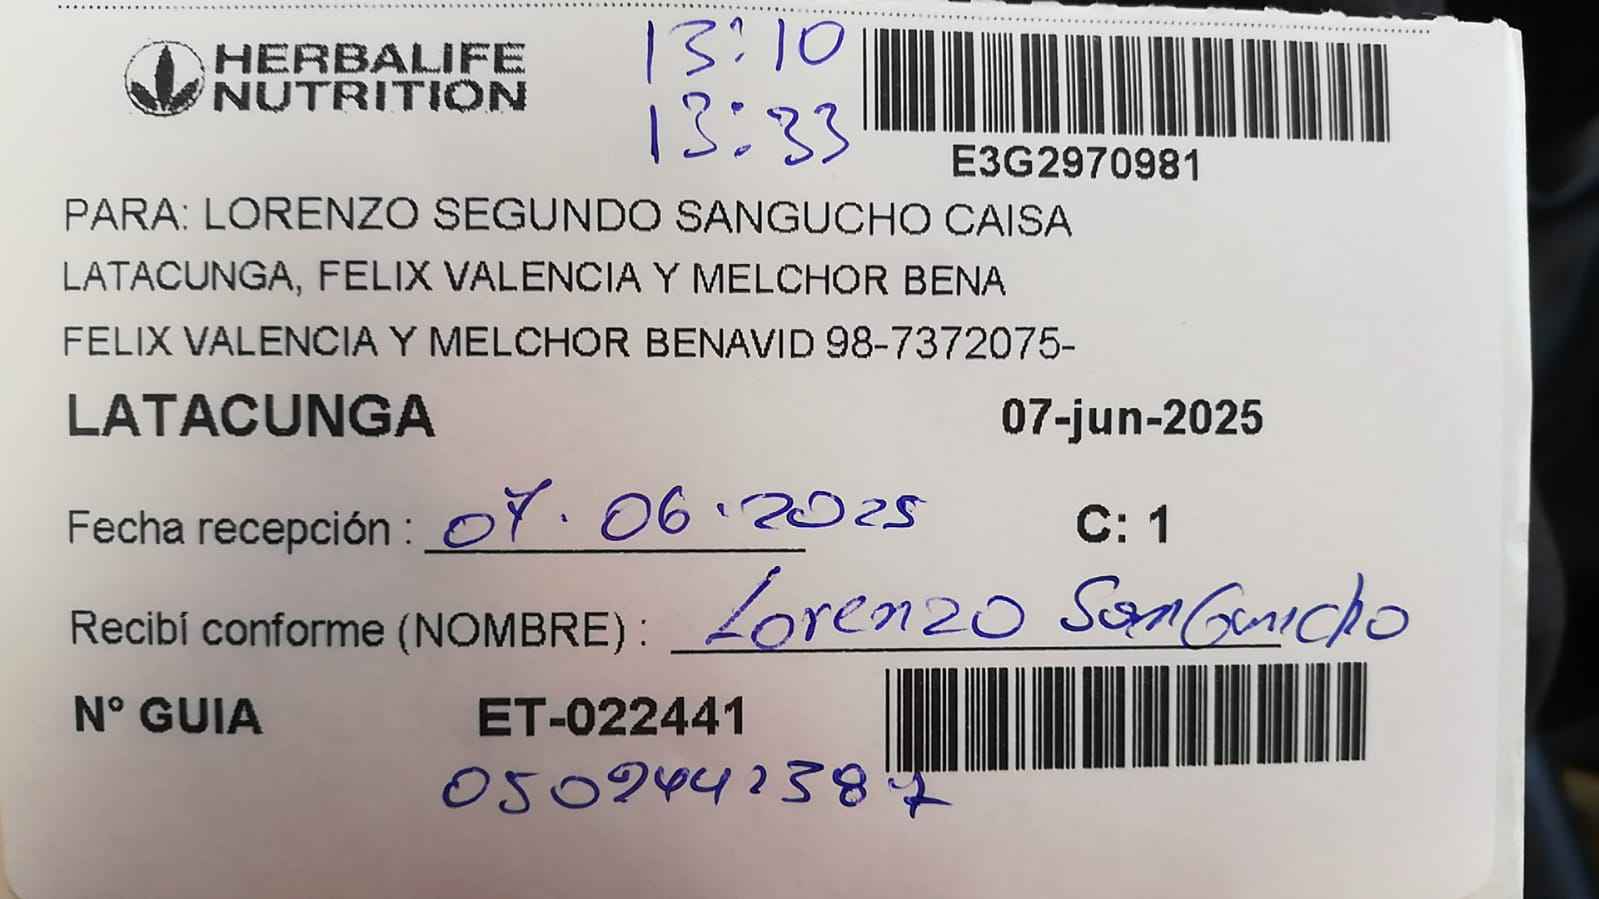 HERBALIFE
NUTRITION
13:10
13:33
E3G2970981
PARA: LORENZO SEGUNDO SANGUCHO CAISA
LATACUNGA, FELIX VALENCIA Y MELCHOR BENA
FELIX VALENCIA Y MELCHOR BENAVID 98-7372075-
LATACUNGA 07-jun-2025
Fecha recepción : 07.06.2025 C: 1
Recibí conforme (NOMBRE) : Lorenzo Sangucho
N° GUIA ET-022441